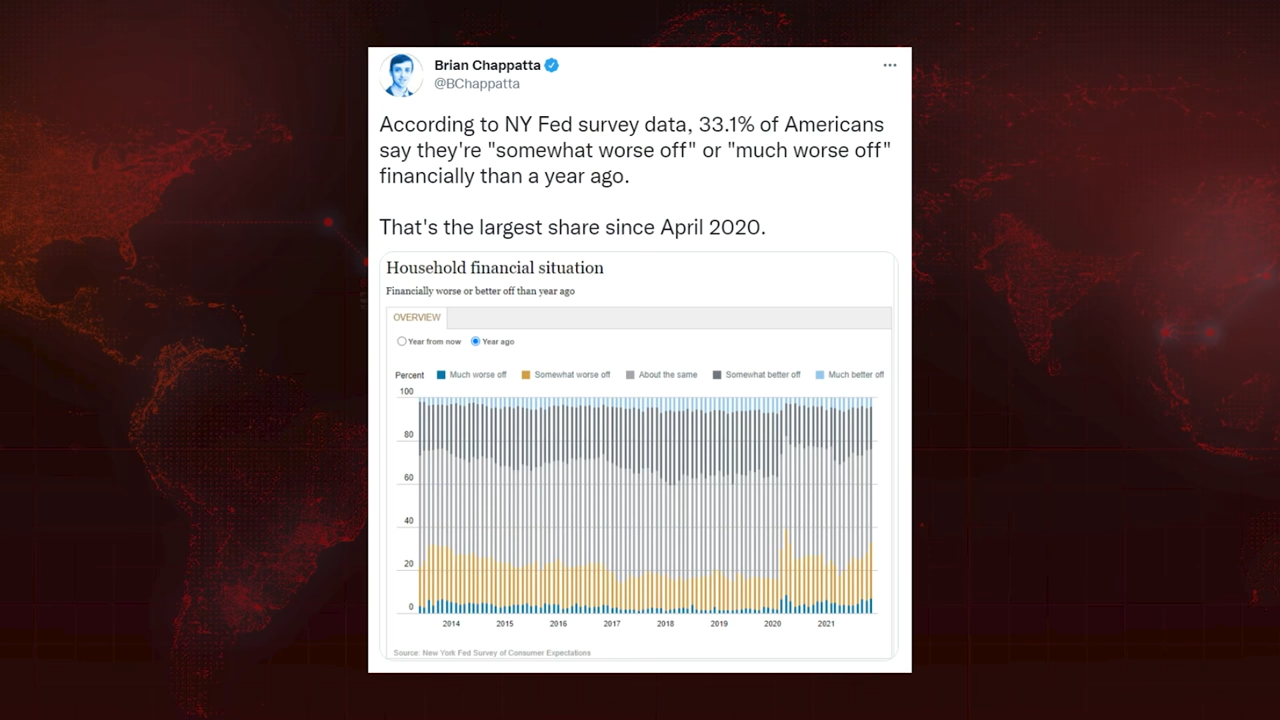 Brian Chappatta
@BChappatta
According to NY Fed survey data, 33.1% of Americans
say they're "somewhat worse off" or "much worse off"
financially than a year ago.
That's the largest share since April 2020.
Household financial situation
Financially worse or better off than year ago
OVERVIEW
Year from now Year ago
Percent Much worse off Somewhat worse off About the same Somewhat better off Much better off
100
80
60
40
20
0
2014 2015 2016 2017 2018 2019 2020 2021
Source: New York Fed Survey of Consumer Expectations